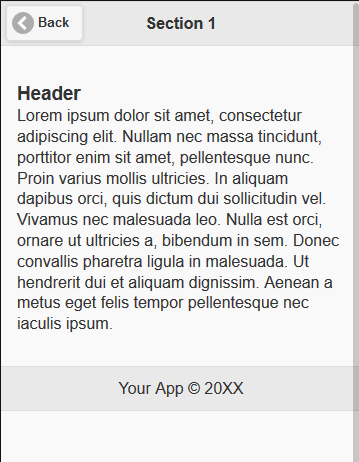 Back
Section 1
Header
Lorem ipsum dolor sit amet, consectetur
adipiscing elit. Nullam nec massa tincidunt,
porttitor enim sit amet, pellentesque nunc.
Proin varius mollis ultricies. In aliquam
dapibus orci, quis dictum dui sollicitudin vel.
Vivamus nec malesuada leo. Nulla est orci,
ornare ut ultricies a, bibendum in sem. Donec
convallis pharetra ligula in malesuada. Ut
hendrerit dui et aliquam dignissim. Aenean a
metus eget felis tempor pellentesque nec
iaculis ipsum.
Your App © 20XX